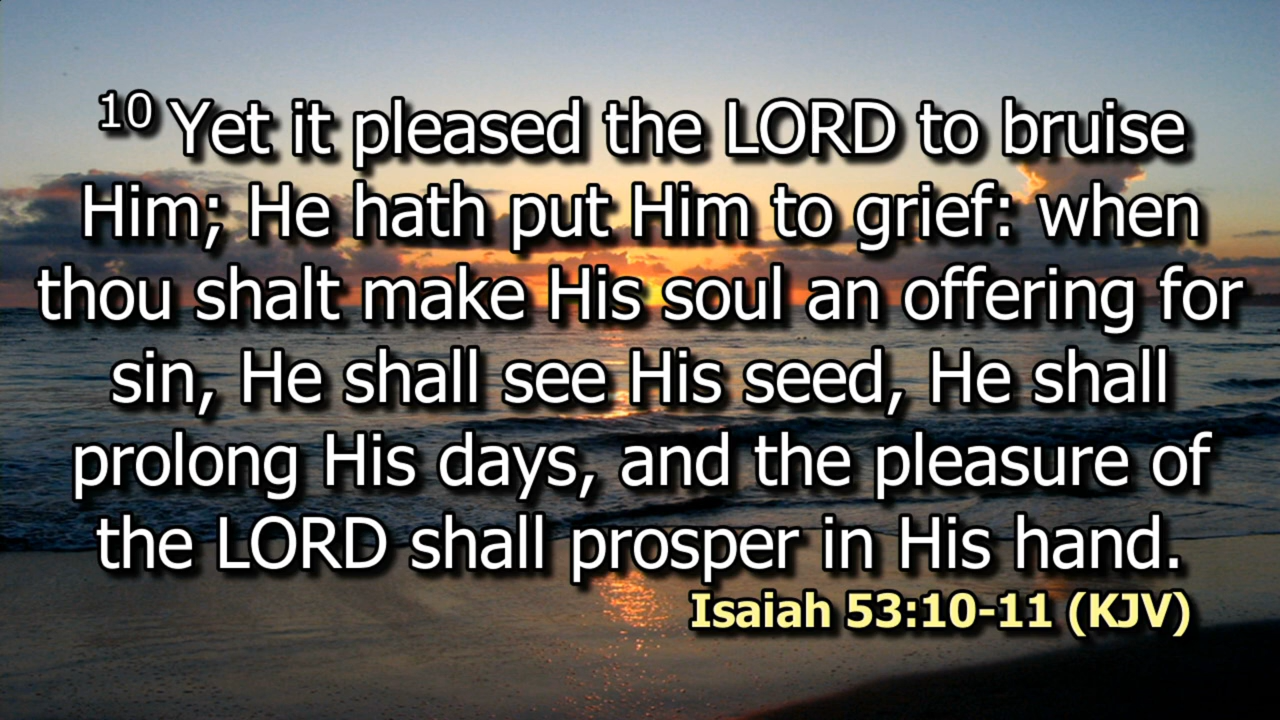 10 Yet it pleased the LORD to bruise
Him; He hath put Him to grief: when
thou shalt make His soul an offering for
sin, He shall see His seed, He shall
prolong His days, and the pleasure of
the LORD shall prosper in His hand.
Isaiah 53:10-11 (KJV)